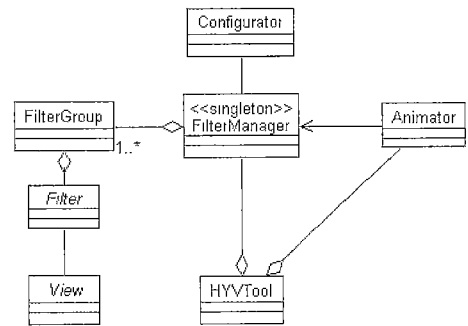 Configurator
<<singleton>>
FilterManager
FilterGroup
Animator
1..*
Filter
View
HYVTool